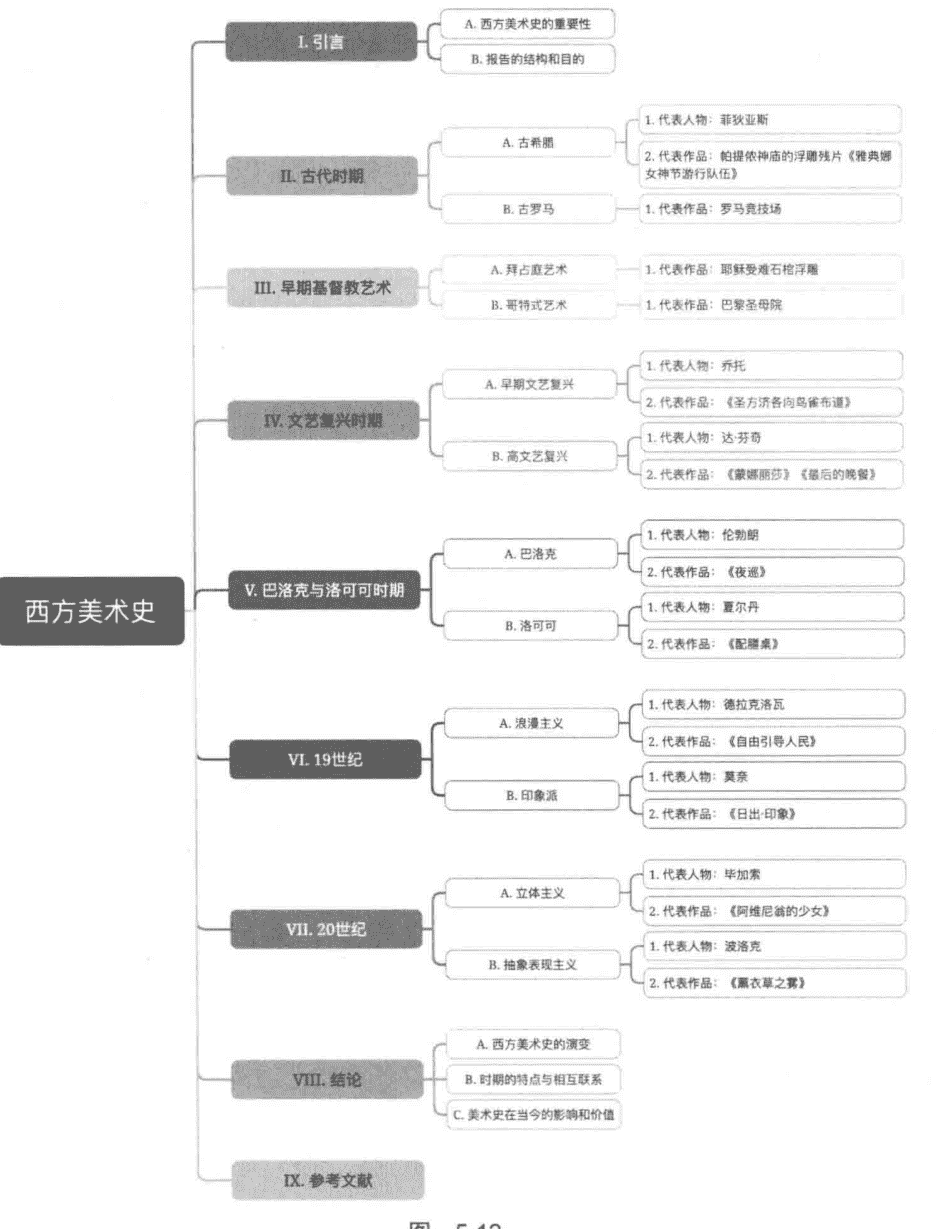 西方美术史
I. 引言
A. 西方美术史的重要性
B. 报告的结构和目的
II. 古代时期
A. 古希腊
1. 代表人物：菲狄亚斯
2. 代表作品：帕提侬神庙的浮雕残片《雅典娜
女神节游行队伍》
B. 古罗马
1. 代表作品：罗马竞技场
III. 早期基督教艺术
A. 拜占庭艺术
1. 代表作品：耶稣受难石棺浮雕
B. 哥特式艺术
1. 代表作品：巴黎圣母院
IV. 文艺复兴时期
A. 早期文艺复兴
1. 代表人物：乔托
2. 代表作品：《圣方济各向鸟雀布道》
B. 高文艺复兴
1. 代表人物：达·芬奇
2. 代表作品：《蒙娜丽莎》《最后的晚餐》
V. 巴洛克与洛可可时期
A. 巴洛克
1. 代表人物：伦勃朗
2. 代表作品：《夜巡》
B. 洛可可
1. 代表人物：夏尔丹
2. 代表作品：《配膳桌》
VI. 19世纪
A. 浪漫主义
1. 代表人物：德拉克洛瓦
2. 代表作品：《自由引导人民》
B. 印象派
1. 代表人物：莫奈
2. 代表作品：《日出·印象》
VII. 20世纪
A. 立体主义
1. 代表人物：毕加索
2. 代表作品：《阿维尼翁的少女》
B. 抽象表现主义
1. 代表人物：波洛克
2. 代表作品：《薰衣草之雾》
VIII. 结论
A. 西方美术史的演变
B. 时期的特点与相互联系
C. 美术史在当今的影响和价值
IX. 参考文献